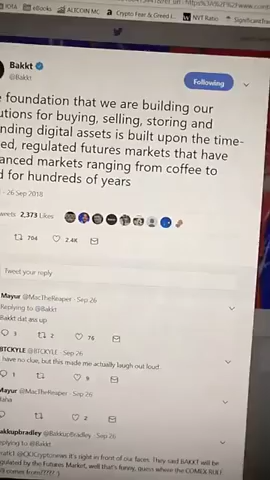 IOTA eBooks ALTCOIN MC Crypto Fear & Greed I NVT Ratio SignificantTra
Bakkt
@Bakkt
Following
e foundation that we are building our
utions for buying, selling, storing and
nding digital assets is built upon the time-
ed, regulated futures markets that have
anced markets ranging from coffee to
d for hundreds of years
- 26 Sep 2018
weets 2,373 Likes
704 2.4K
Tweet your reply
Mayur @MacTheReaper · Sep 26
Replying to @Bakkt
Bakkt dat ass up
3 2 76
BTCKYLE @BTCKYLE · Sep 26
have no clue, but this made me actually laugh out loud
1 9
Mayur @MacTheReaper · Sep 26
Haha
2
akkupbradley @Bakkupbradley · Sep 26
eplying to @Bakkt
it's right in front of our faces. They said BAKKT will be
gulated by the Futures Market, well that's funny, guess where the